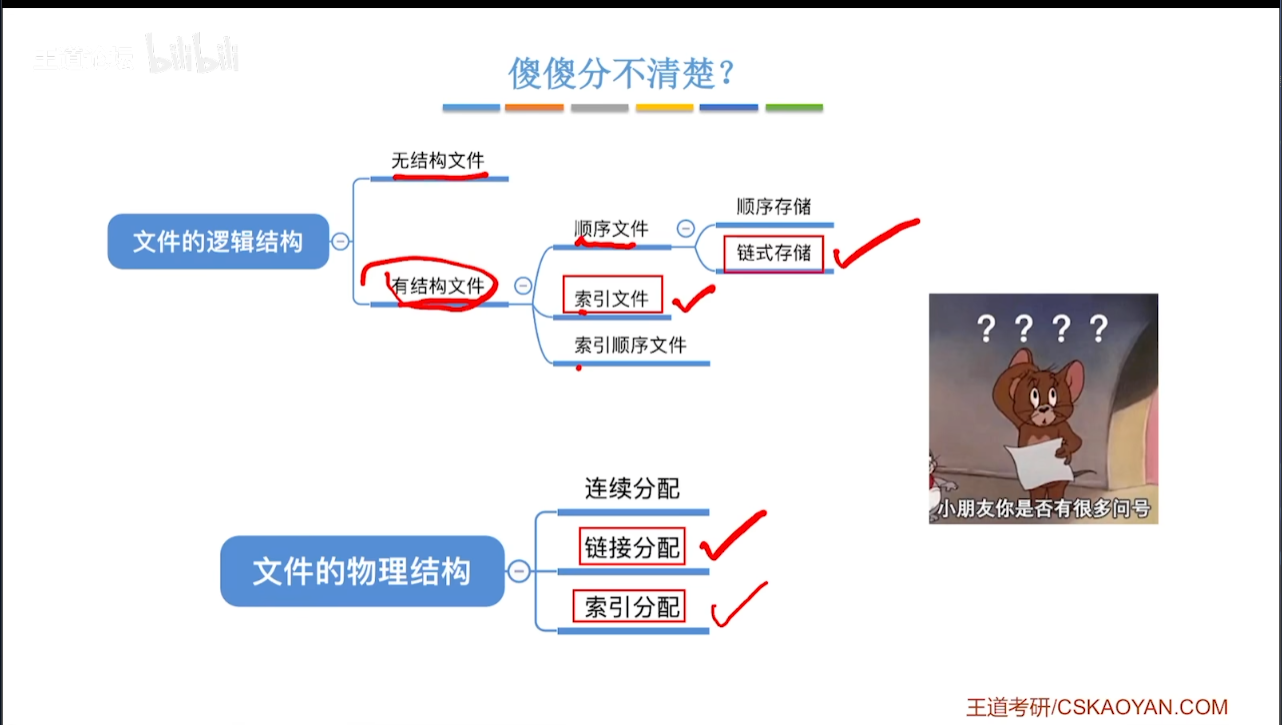 王道论坛 bilibili
傻傻分不清楚？
无结构文件
顺序存储
顺序文件
文件的逻辑结构
链式存储
有结构文件
索引文件
？？？？
索引顺序文件
连续分配
小朋友你是否有很多问号
链接分配
文件的物理结构
索引分配
王道考研/CSKAOYAN.COM